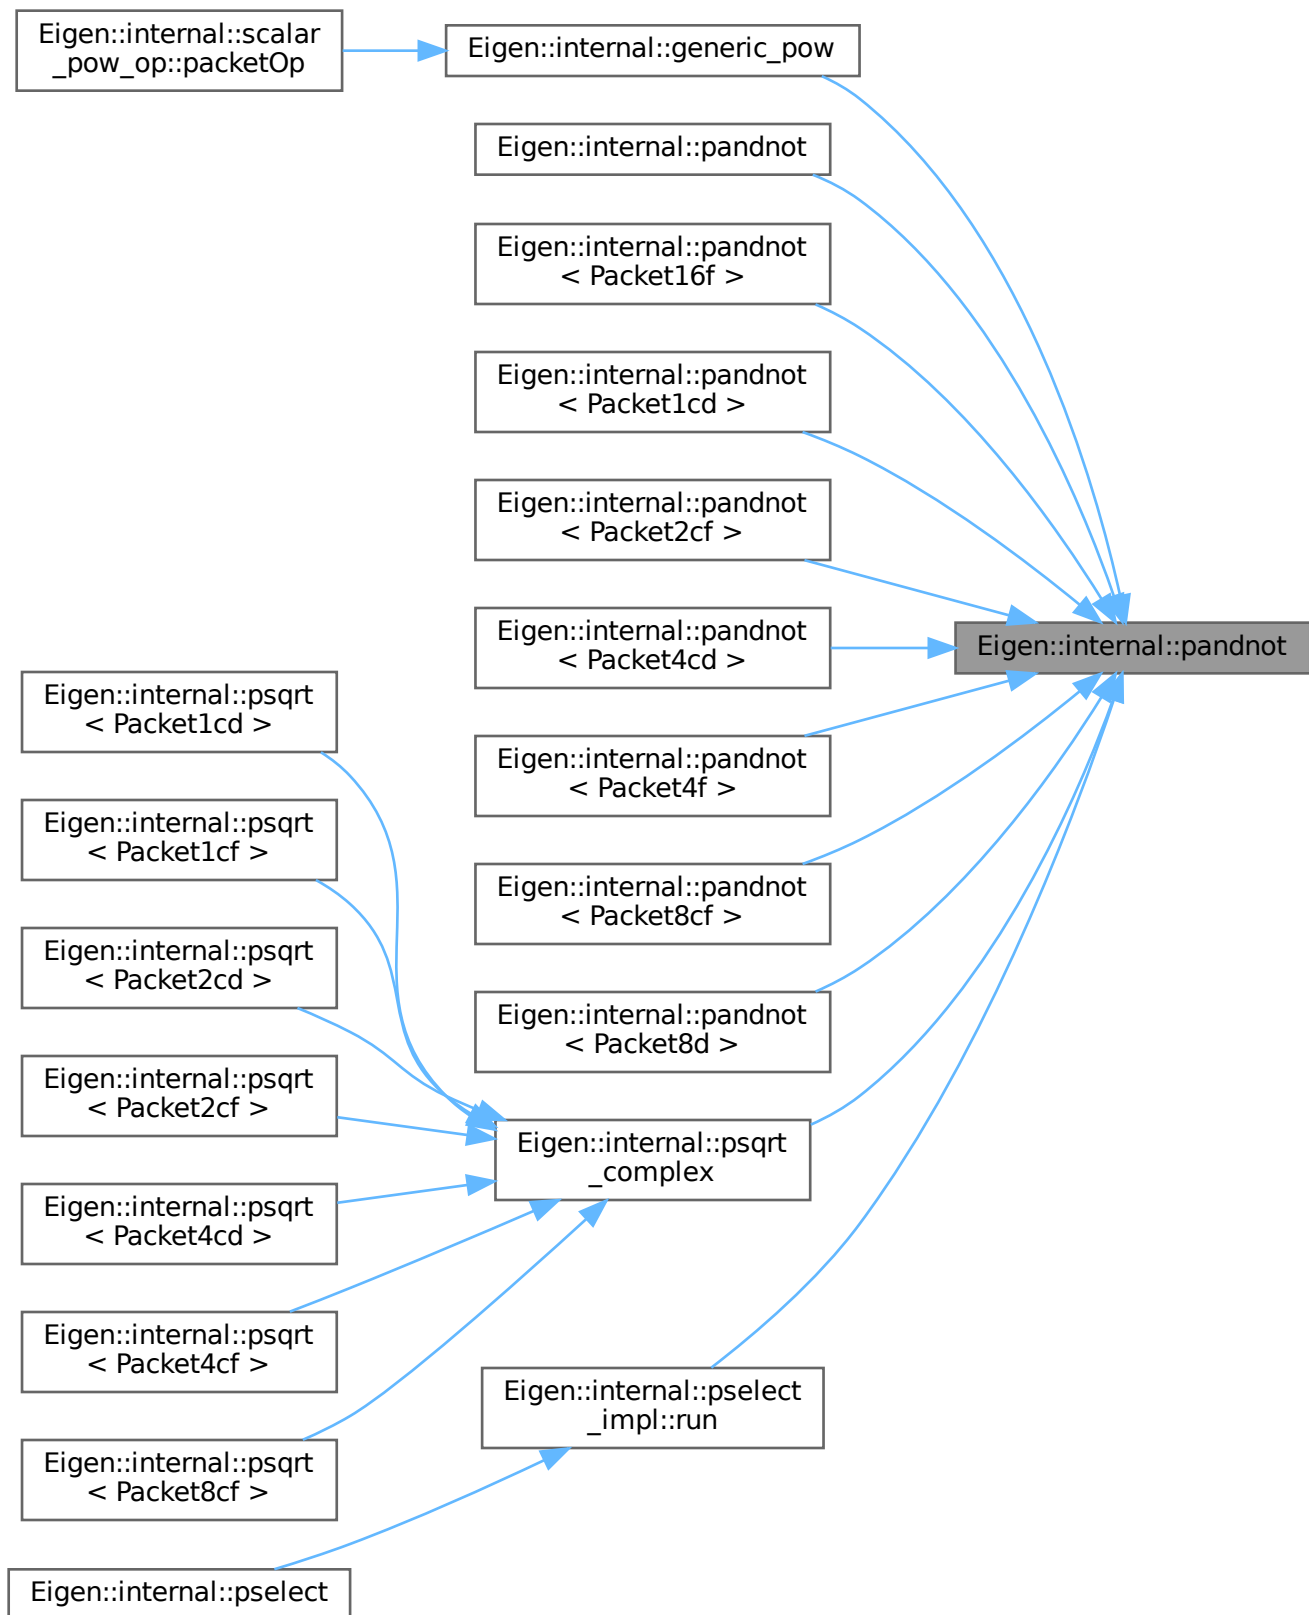 Eigen::internal::scalar
_pow_op::packetOp
Eigen::internal::generic_pow
Eigen::internal::pandnot
Eigen::internal::pandnot
< Packet16f >
Eigen::internal::pandnot
< Packet1cd >
Eigen::internal::pandnot
< Packet2cf >
Eigen::internal::pandnot
< Packet4cd >
Eigen::internal::pandnot
Eigen::internal::psqrt
< Packet1cd >
Eigen::internal::pandnot
< Packet4f >
Eigen::internal::psqrt
< Packet1cf >
Eigen::internal::pandnot
< Packet8cf >
Eigen::internal::psqrt
< Packet2cd >
Eigen::internal::pandnot
< Packet8d >
Eigen::internal::psqrt
< Packet2cf >
Eigen::internal::psqrt
_complex
Eigen::internal::psqrt
< Packet4cd >
Eigen::internal::psqrt
< Packet4cf >
Eigen::internal::pselect
_impl::run
Eigen::internal::psqrt
< Packet8cf >
Eigen::internal::pselect